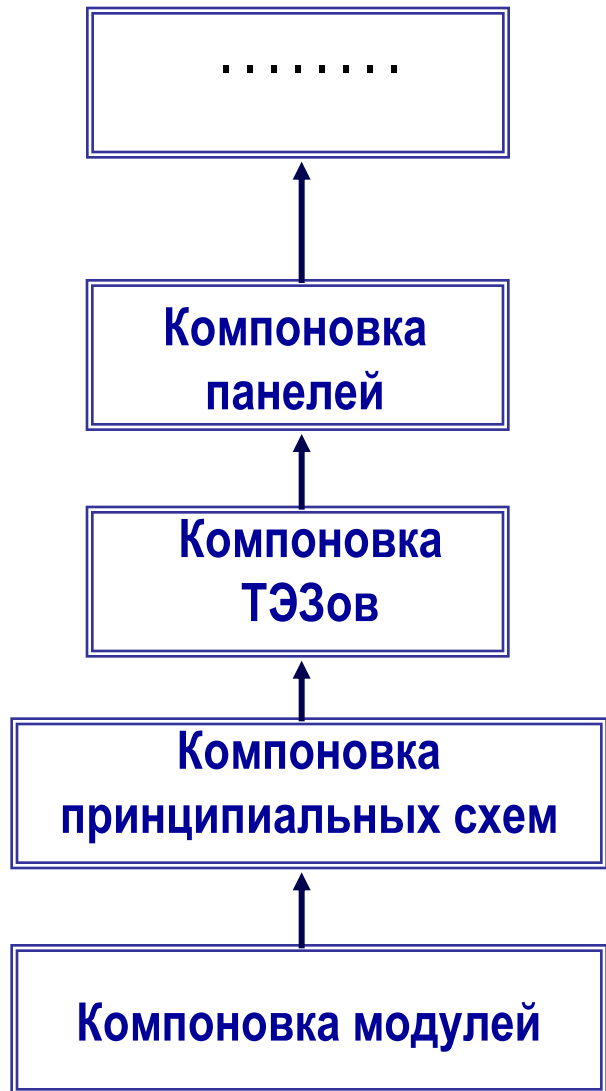 ........
Компоновка
панелей
Компоновка
ТЭЗов
Компоновка
принципиальных схем
Компоновка модулей